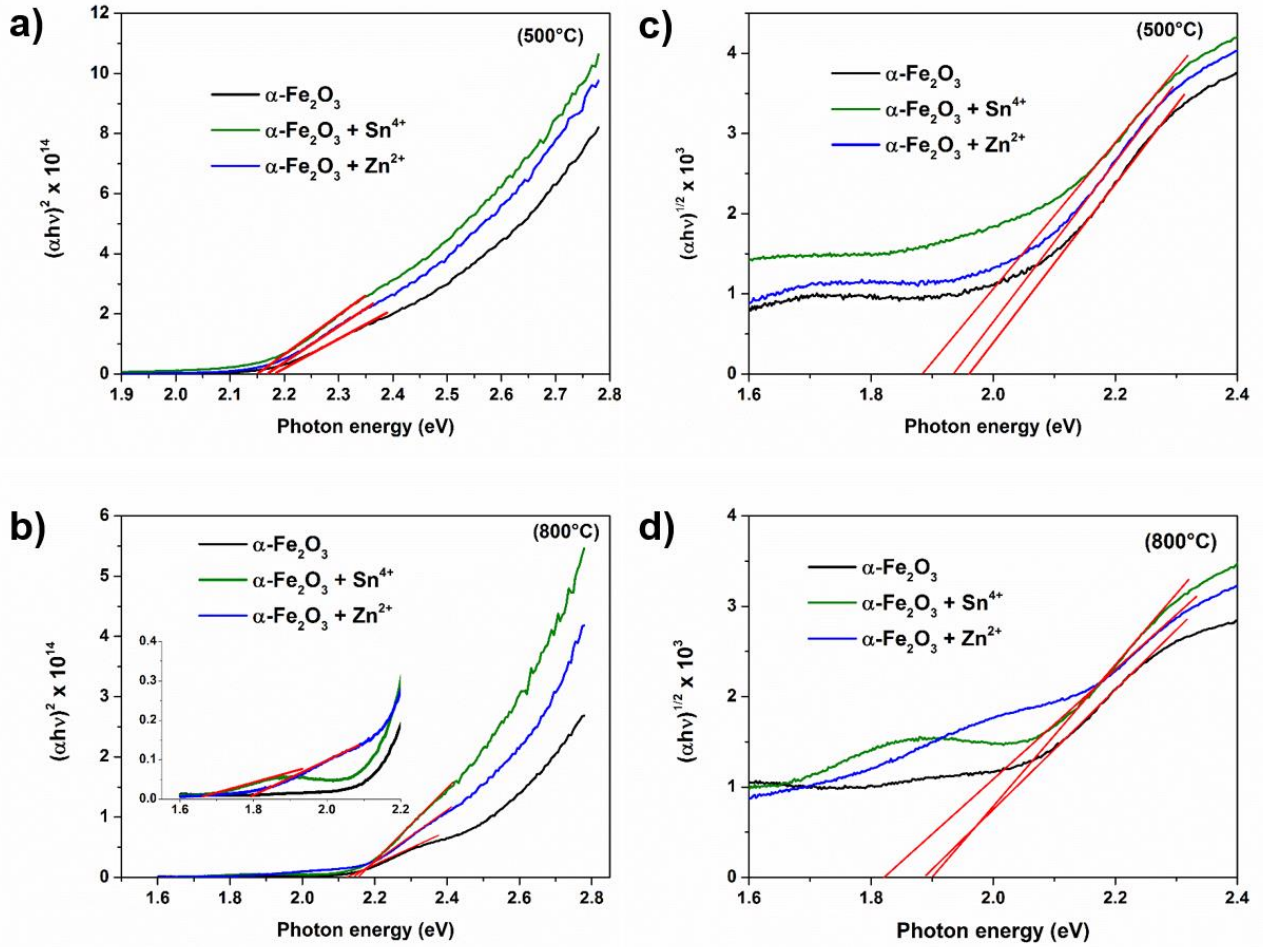 a)
12
10
8
6
4
2
0
(αhν)² x 10¹⁴
(500°C)
α-Fe₂O₃
α-Fe₂O₃ + Sn⁴⁺
α-Fe₂O₃ + Zn²⁺
1.9 2.0 2.1 2.2 2.3 2.4 2.5 2.6 2.7 2.8
Photon energy (eV)
c)
4
3
2
1
0
(αhν)¹/² x 10³
(500°C)
α-Fe₂O₃
α-Fe₂O₃ + Sn⁴⁺
α-Fe₂O₃ + Zn²⁺
1.6 1.8 2.0 2.2 2.4
Photon energy (eV)
b)
6
5
4
3
2
1
0
(αhν)² x 10¹⁴
(800°C)
α-Fe₂O₃
α-Fe₂O₃ + Sn⁴⁺
α-Fe₂O₃ + Zn²⁺
0.4
0.3
0.2
0.1
0.0
1.6 1.8 2.0 2.2
1.6 1.8 2.0 2.2 2.4 2.6 2.8
Photon energy (eV)
d)
4
3
2
1
0
(αhν)¹/² x 10³
(800°C)
α-Fe₂O₃
α-Fe₂O₃ + Sn⁴⁺
α-Fe₂O₃ + Zn²⁺
1.6 1.8 2.0 2.2 2.4
Photon energy (eV)